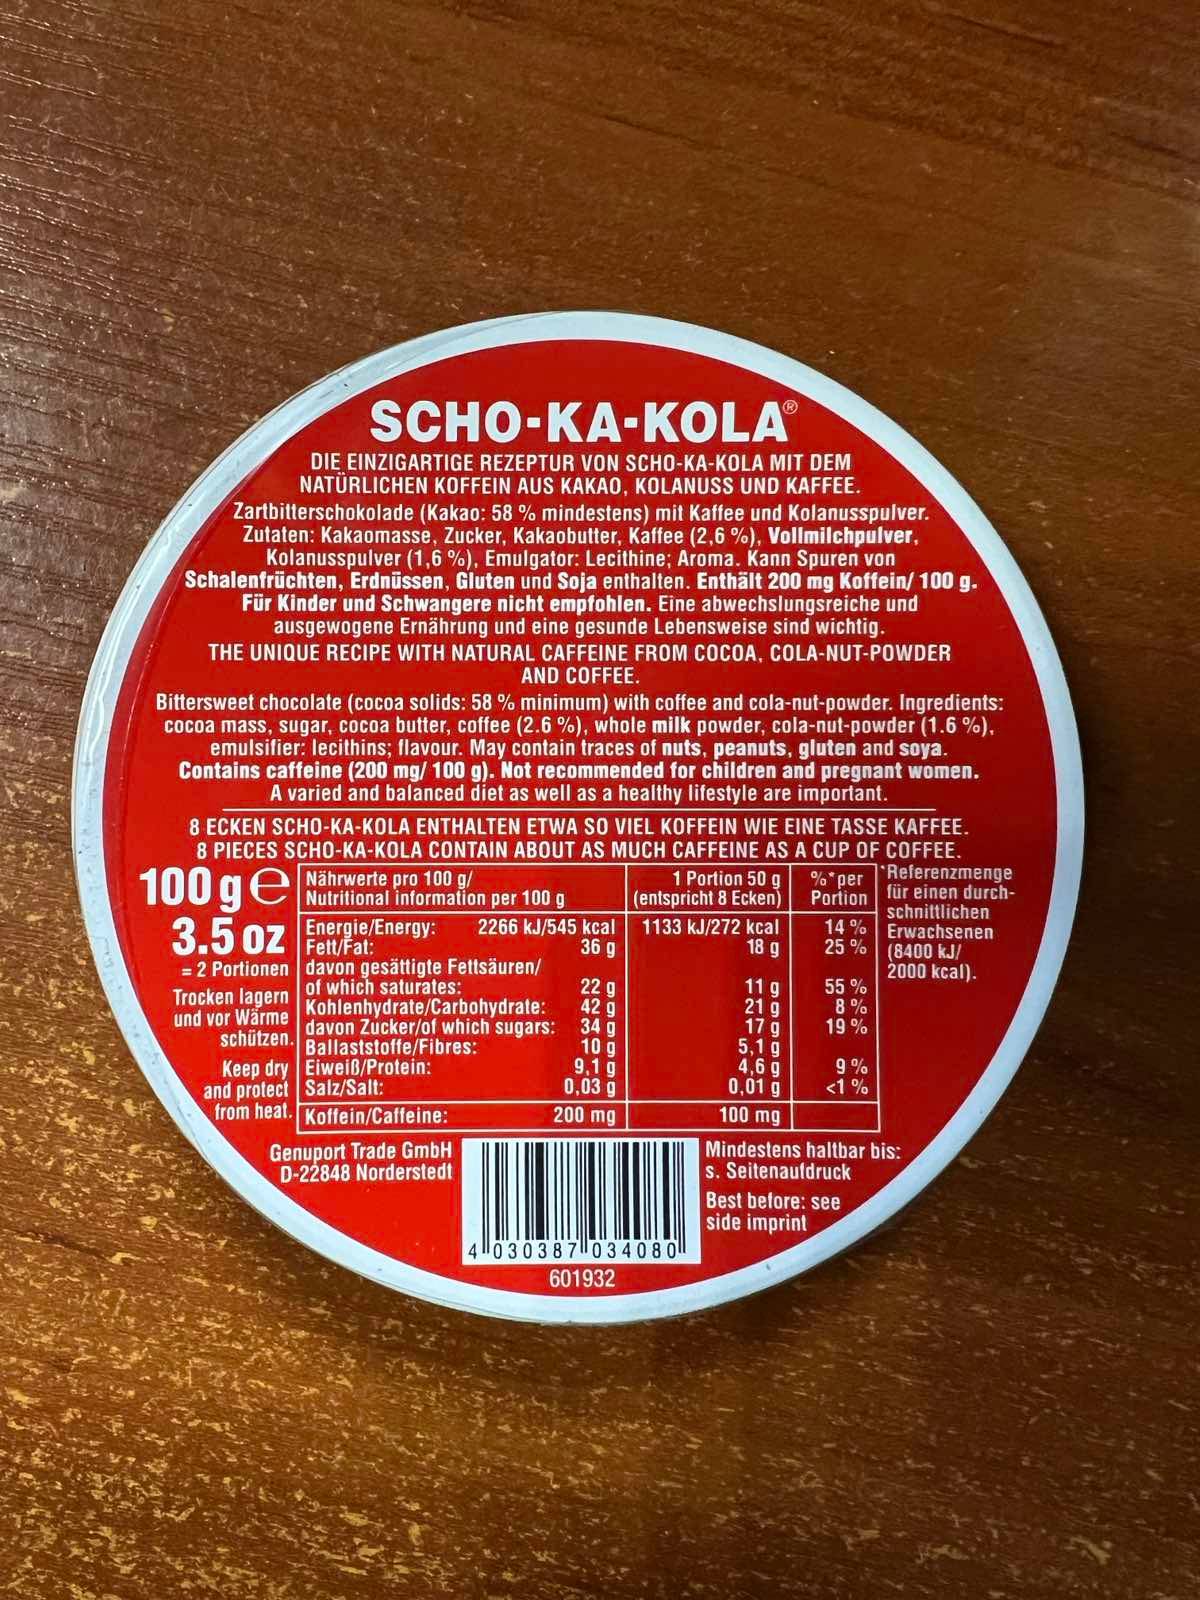 SCHO-KA-KOLA®
DIE EINZIGARTIGE REZEPTUR VON SCHO-KA-KOLA MIT DEM
NATÜRLICHEN KOFFEIN AUS KAKAO, KOLANUSS UND KAFFEE.
Zartbitterschokolade (Kakao: 58 % mindestens) mit Kaffee und Kolanusspulver.
Zutaten: Kakaomasse, Zucker, Kakaobutter, Kaffee (2,6 %), Vollmilchpulver,
Kolanusspulver (1,6 %), Emulgator: Lecithine; Aroma. Kann Spuren von
Schalenfrüchten, Erdnüssen, Gluten und Soja enthalten. Enthält 200 mg Koffein/ 100 g.
Für Kinder und Schwangere nicht empfohlen. Eine abwechslungsreiche und
ausgewogene Ernährung und eine gesunde Lebensweise sind wichtig.
THE UNIQUE RECIPE WITH NATURAL CAFFEINE FROM COCOA, COLA-NUT-POWDER
AND COFFEE.
Bittersweet chocolate (cocoa solids: 58 % minimum) with coffee and cola-nut-powder. Ingredients:
cocoa mass, sugar, cocoa butter, coffee (2.6 %), whole milk powder, cola-nut-powder (1.6 %),
emulsifier: lecithins; flavour. May contain traces of nuts, peanuts, gluten and soya.
Contains caffeine (200 mg/ 100 g). Not recommended for children and pregnant women.
A varied and balanced diet as well as a healthy lifestyle are important.
8 ECKEN SCHO-KA-KOLA ENTHALTEN ETWA SO VIEL KOFFEIN WIE EINE TASSE KAFFEE.
8 PIECES SCHO-KA-KOLA CONTAIN ABOUT AS MUCH CAFFEINE AS A CUP OF COFFEE.
100 g ℮
3.5 oz
= 2 Portionen
Trocken lagern
und vor Wärme
schützen.
Keep dry
and protect
from heat.
Nährwerte pro 100 g/ 1 Portion 50 g %*per
Nutritional information per 100 g (entspricht 8 Ecken) Portion
Energie/Energy: 2266 kJ/545 kcal 1133 kJ/272 kcal 14 %
Fett/Fat: 36 g 18 g 25 %
davon gesättigte Fettsäuren/
of which saturates: 22 g 11 g 55 %
Kohlenhydrate/Carbohydrate: 42 g 21 g 8 %
davon Zucker/of which sugars: 34 g 17 g 19 %
Ballaststoffe/Fibres: 10 g 5,1 g
Eiweiß/Protein: 9,1 g 4,6 g 9 %
Salz/Salt: 0,03 g 0,01 g <1 %
Koffein/Caffeine: 200 mg 100 mg
*Referenzmenge
für einen durch-
schnittlichen
Erwachsenen
(8400 kJ/
2000 kcal).
Genuport Trade GmbH
D-22848 Norderstedt
4 030387 034080
601932
Mindestens haltbar bis:
s. Seitenaufdruck
Best before: see
side imprint